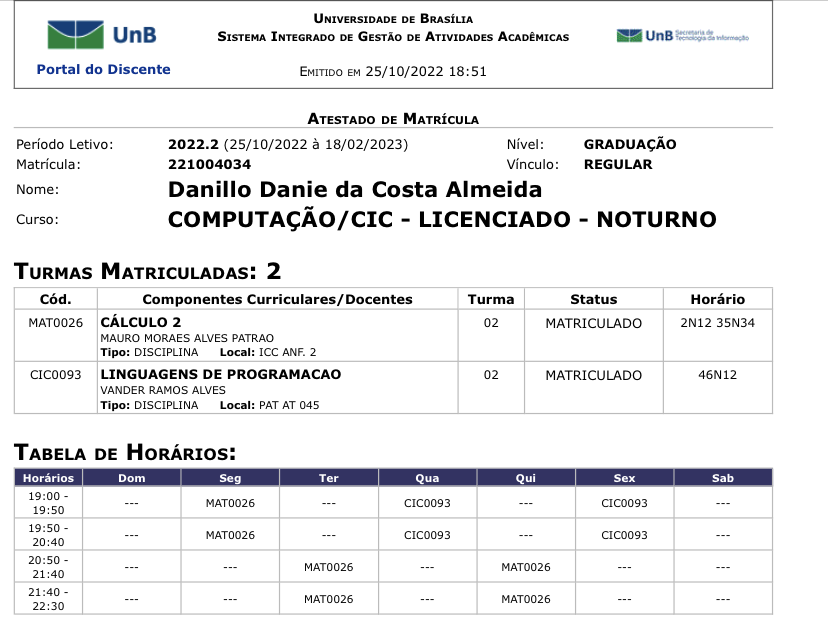 UnB
Portal do Discente
Universidade de Brasília
Sistema Integrado de Gestão de Atividades Acadêmicas
Emitido em 25/10/2022 18:51
UnB Secretaria de Tecnologia da Informação
Atestado de Matrícula
Período Letivo: 2022.2 (25/10/2022 à 18/02/2023) Nível: GRADUAÇÃO
Matrícula: 221004034 Vínculo: REGULAR
Nome: Danillo Danie da Costa Almeida
Curso: COMPUTAÇÃO/CIC - LICENCIADO - NOTURNO
Turmas Matriculadas: 2
Cód. Componentes Curriculares/Docentes Turma Status Horário
MAT0026 CÁLCULO 2 02 MATRICULADO 2N12 35N34
MAURO MORAES ALVES PATRAO
Tipo: DISCIPLINA Local: ICC ANF. 2
CIC0093 LINGUAGENS DE PROGRAMACAO 02 MATRICULADO 46N12
VANDER RAMOS ALVES
Tipo: DISCIPLINA Local: PAT AT 045
Tabela de Horários:
Horários Dom Seg Ter Qua Qui Sex Sab
19:00 - 19:50 --- MAT0026 --- CIC0093 --- CIC0093 ---
19:50 - 20:40 --- MAT0026 --- CIC0093 --- CIC0093 ---
20:50 - 21:40 --- --- MAT0026 --- MAT0026 --- ---
21:40 - 22:30 --- --- MAT0026 --- MAT0026 --- ---